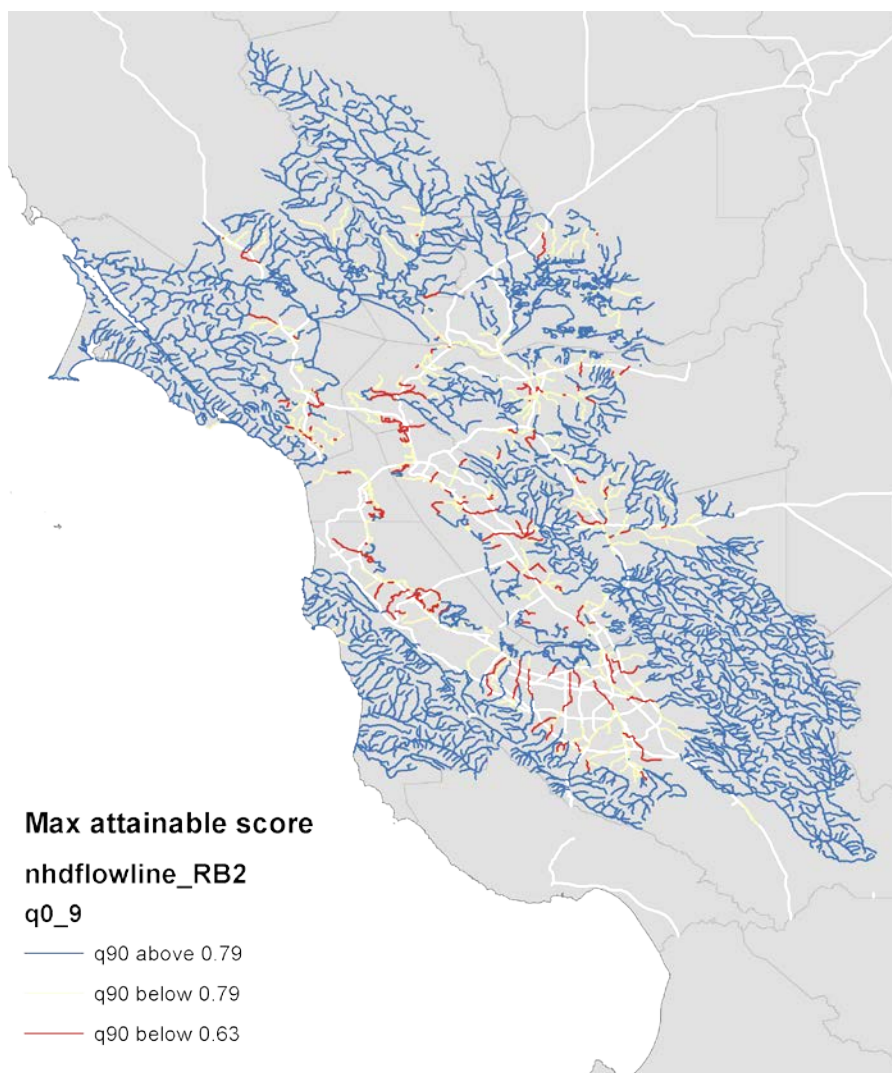 Max attainable score
nhdflowline_RB2
q0_9
q90 above 0.79
q90 below 0.79
q90 below 0.63